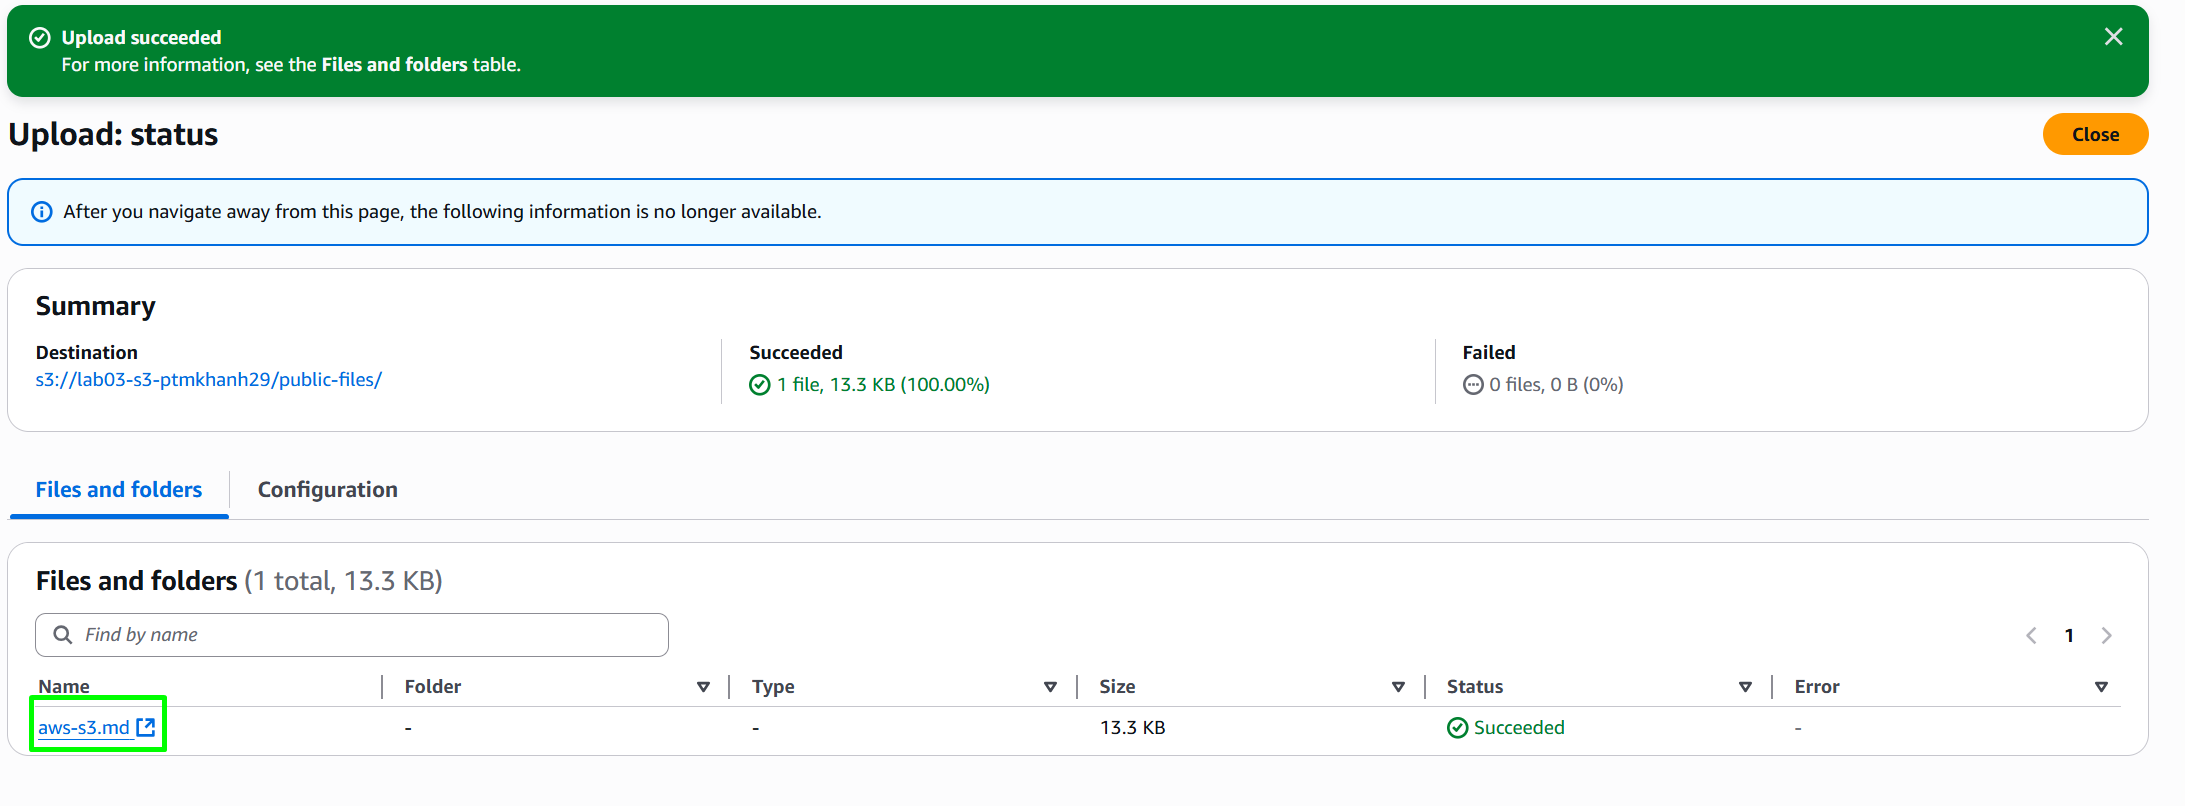 Upload succeeded
For more information, see the Files and folders table.
Upload: status
Close
After you navigate away from this page, the following information is no longer available.
Summary
Destination
s3://lab03-s3-ptmkhanh29/public-files/
Succeeded
1 file, 13.3 KB (100.00%)
Failed
0 files, 0 B (0%)
Files and folders
Configuration
Files and folders (1 total, 13.3 KB)
Find by name
1
Name Folder Type Size Status Error
aws-s3.md - - 13.3 KB Succeeded -